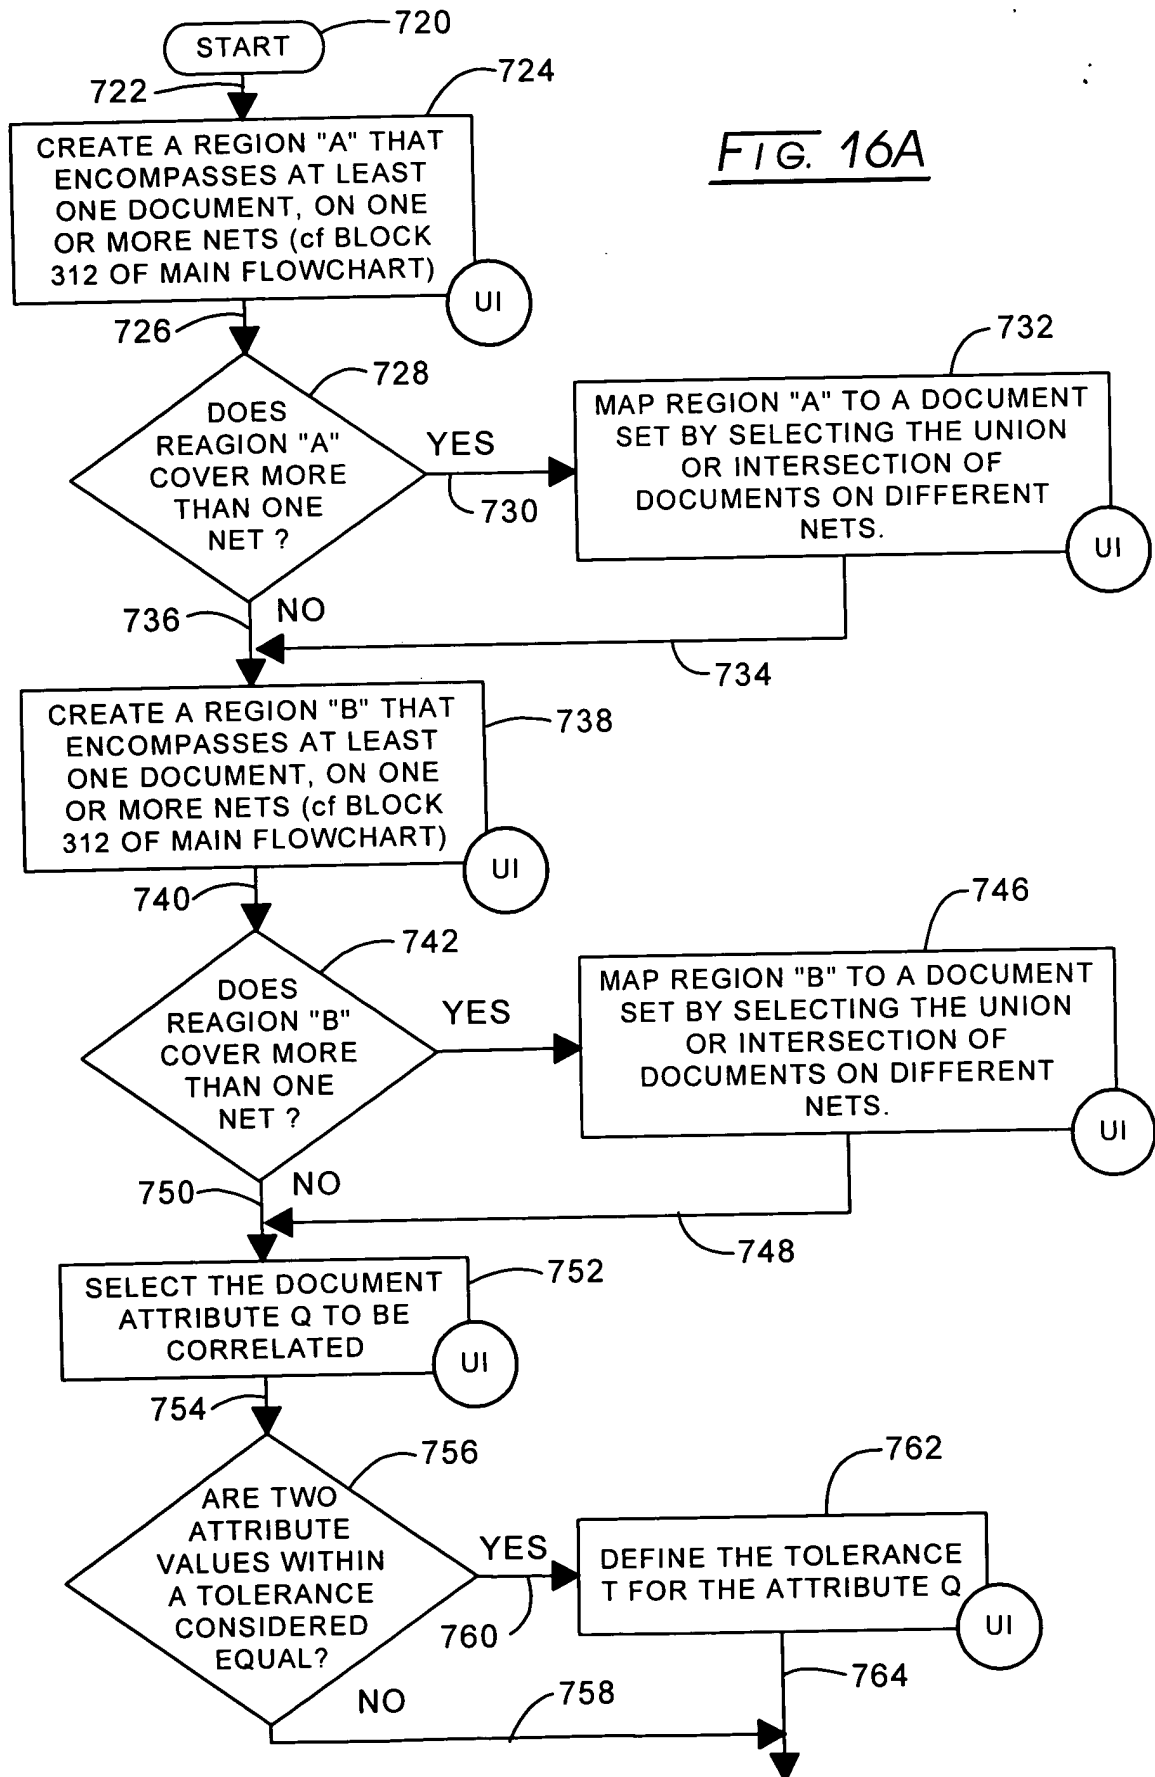 START
720
722
724
CREATE A REGION "A" THAT
ENCOMPASSES AT LEAST
ONE DOCUMENT, ON ONE
OR MORE NETS (cf BLOCK
312 OF MAIN FLOWCHART)
UI
FIG. 16A
726
728
DOES
REAGION "A"
COVER MORE
THAN ONE
NET ?
YES
730
732
MAP REGION "A" TO A DOCUMENT
SET BY SELECTING THE UNION
OR INTERSECTION OF
DOCUMENTS ON DIFFERENT
NETS.
UI
736
NO
734
CREATE A REGION "B" THAT
ENCOMPASSES AT LEAST
ONE DOCUMENT, ON ONE
OR MORE NETS (cf BLOCK
312 OF MAIN FLOWCHART)
738
UI
740
742
DOES
REAGION "B"
COVER MORE
THAN ONE
NET ?
YES
746
MAP REGION "B" TO A DOCUMENT
SET BY SELECTING THE UNION
OR INTERSECTION OF
DOCUMENTS ON DIFFERENT
NETS.
UI
750
NO
748
SELECT THE DOCUMENT
ATTRIBUTE Q TO BE
CORRELATED
752
UI
754
756
ARE TWO
ATTRIBUTE
VALUES WITHIN
A TOLERANCE
CONSIDERED
EQUAL?
YES
760
762
DEFINE THE TOLERANCE
T FOR THE ATTRIBUTE Q
UI
764
NO
758